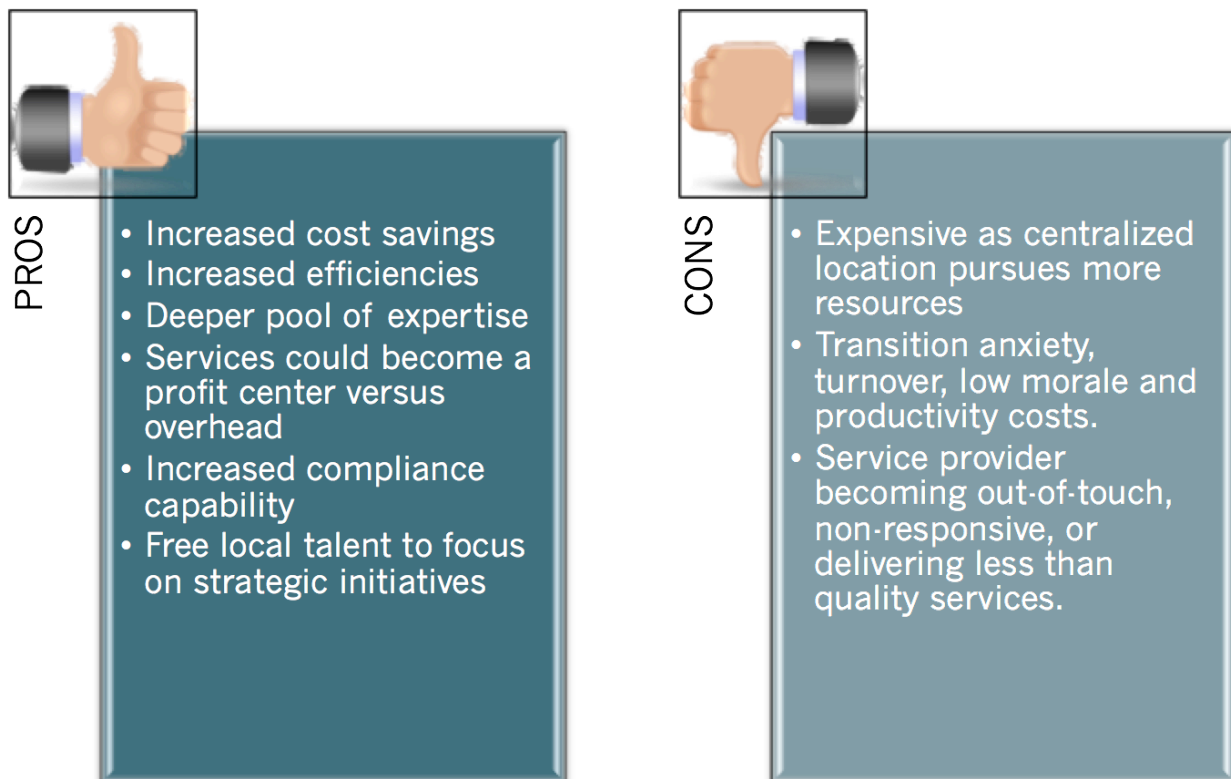 PROS
• Increased cost savings
• Increased efficiencies
• Deeper pool of expertise
• Services could become a
profit center versus
overhead
• Increased compliance
capability
• Free local talent to focus
on strategic initiatives
CONS
• Expensive as centralized
location pursues more
resources
• Transition anxiety,
turnover, low morale and
productivity costs.
• Service provider
becoming out-of-touch,
non-responsive, or
delivering less than
quality services.